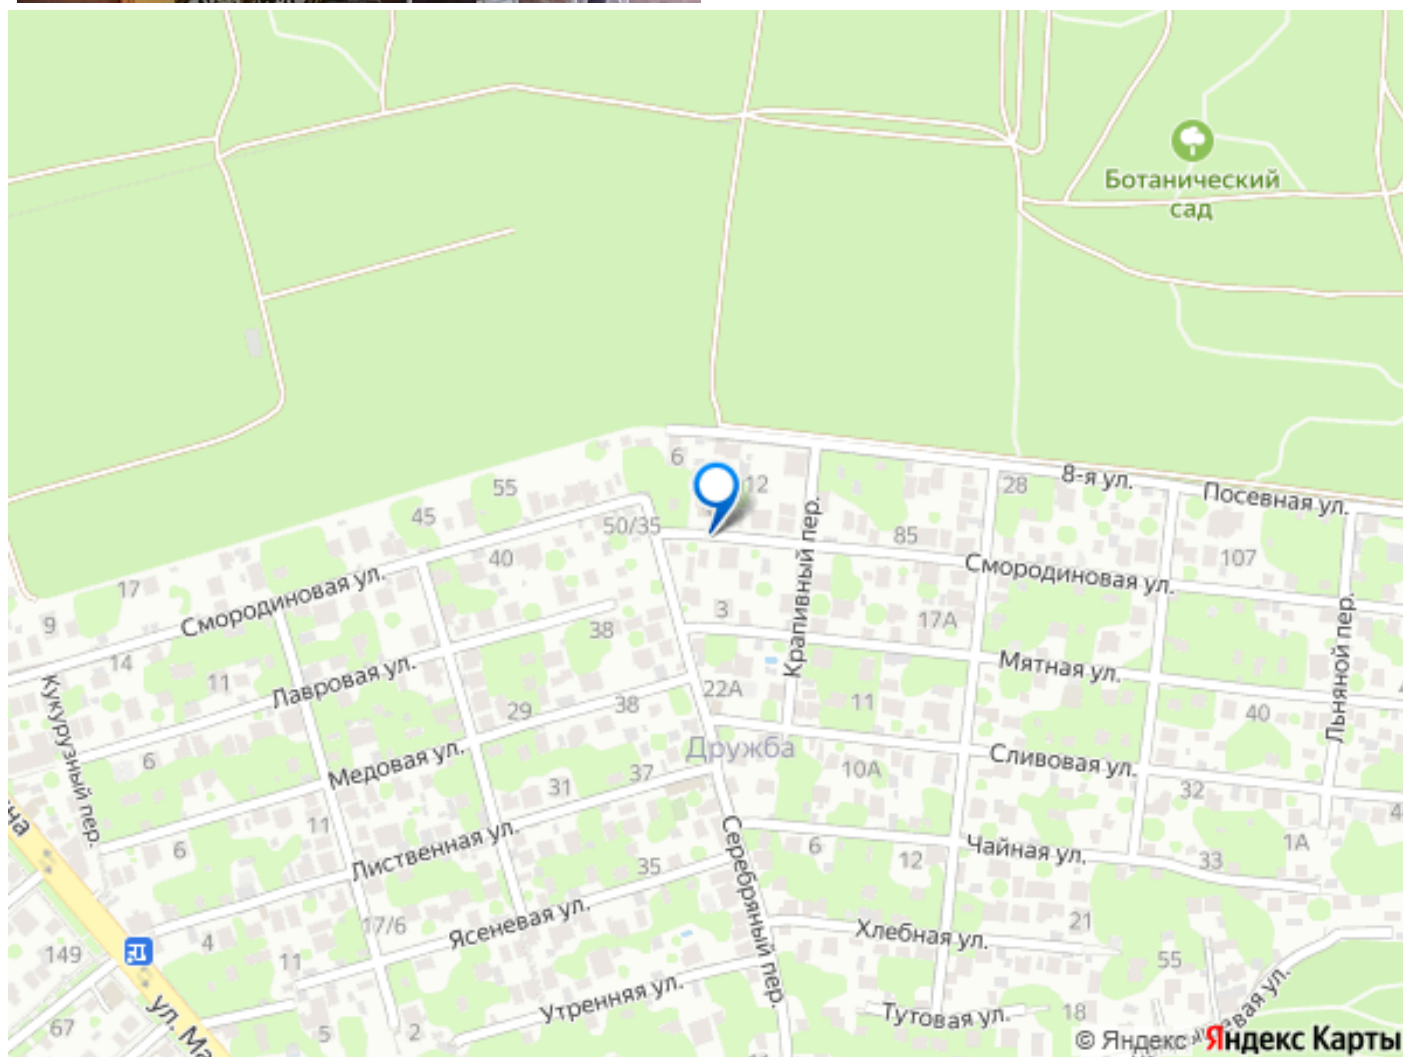 Ботанический
сад
6
12
8-я ул.
Посевная ул.
28
55
45
50/35
Крапивный пер.
85
107
40
Смородиновая ул.
Смородиновая ул.
17
9
3
17А
38
14
11
Лавровая ул.
Мятная ул.
Льняной пер.
Кукурузный пер.
22А
11
29
38
40
6
Медовая ул.
Дружба
Сливовая ул.
10А
37
31
32
11
6
Лиственная ул.
Серебряный пер.
6
12
Чайная ул.
33
1А
35
17/6
Ясеневая ул.
21
Хлебная ул.
4
149
11
55
Утренняя ул.
Тутовая ул.
18
67
ул. Ма
5
2
© Яндекс
Яндекс Карты